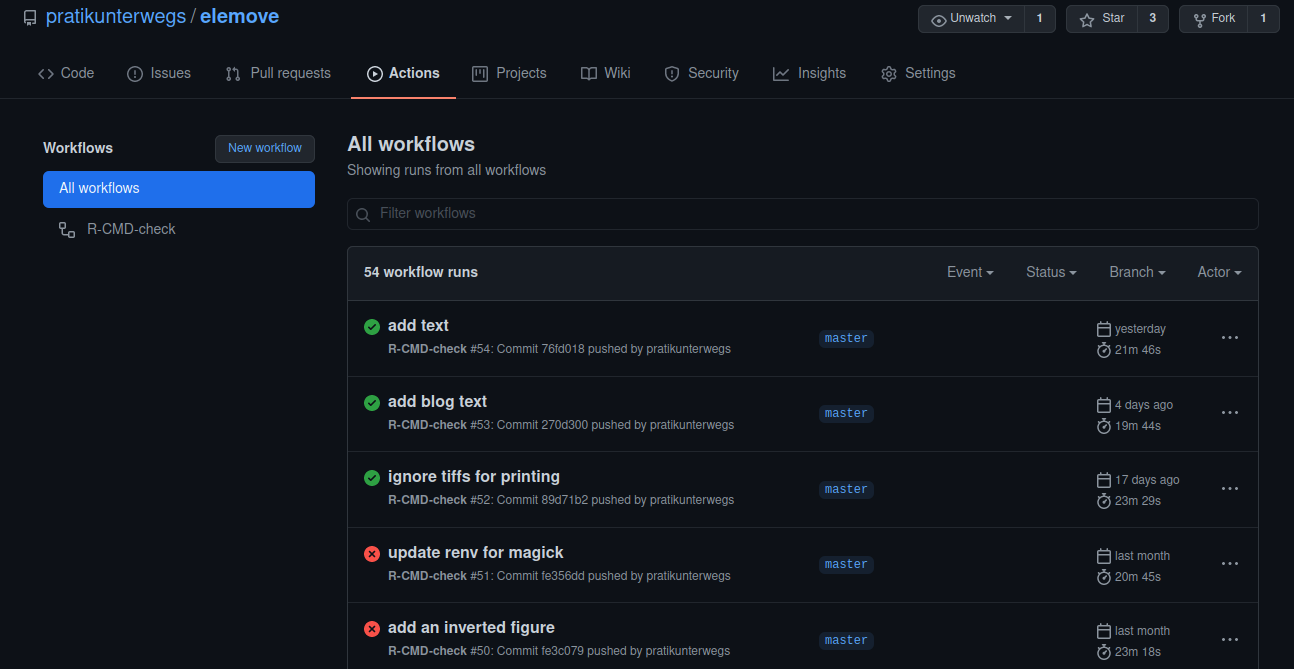 pratikunterwegs / elemove Unwatch 1 Star 3 Fork 1
Code Issues Pull requests Actions Projects Wiki Security Insights Settings
Workflows New workflow
All workflows
R-CMD-check
All workflows
Showing runs from all workflows
Filter workflows
54 workflow runs Event Status Branch Actor
add text
R-CMD-check #54: Commit 76fd018 pushed by pratikunterwegs
master
yesterday
21m 46s
add blog text
R-CMD-check #53: Commit 270d300 pushed by pratikunterwegs
master
4 days ago
19m 44s
ignore tiffs for printing
R-CMD-check #52: Commit 89d71b2 pushed by pratikunterwegs
master
17 days ago
23m 29s
update renv for magick
R-CMD-check #51: Commit fe356dd pushed by pratikunterwegs
master
last month
20m 45s
add an inverted figure
R-CMD-check #50: Commit fe3c079 pushed by pratikunterwegs
master
last month
23m 18s